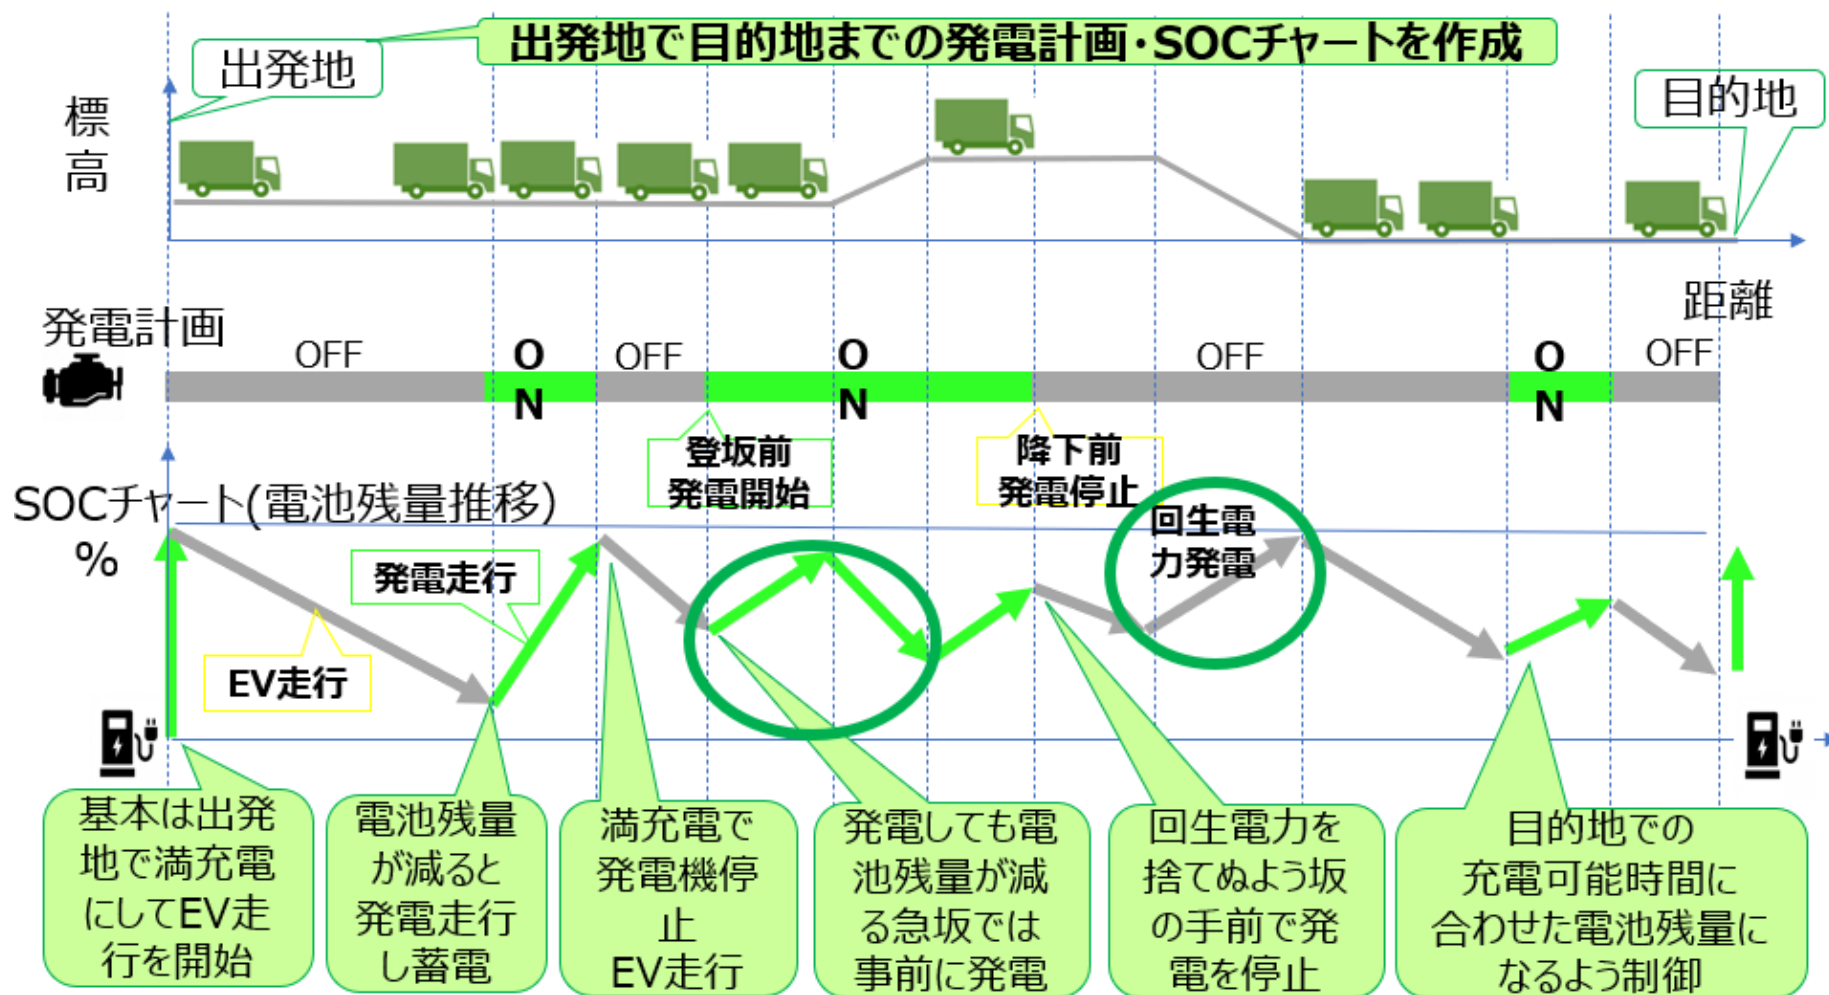 出発地で目的地までの発電計画・SOCチャートを作成
出発地
目的地
標
高
距離
発電計画
OFF
O
N
OFF
O
N
OFF
O
N
OFF
登坂前
発電開始
降下前
発電停止
SOCチャート(電池残量推移)
%
発電走行
EV走行
回生電
力発電
基本は出発
地で満充電
にしてEV走
行を開始
電池残量
が減ると
発電走行
し蓄電
満充電で
発電機停
止
EV走行
発電しても電
池残量が減
る急坂では
事前に発電
回生電力を
捨てぬよう坂
の手前で発
電を停止
目的地での
充電可能時間に
合わせた電池残量に
なるよう制御